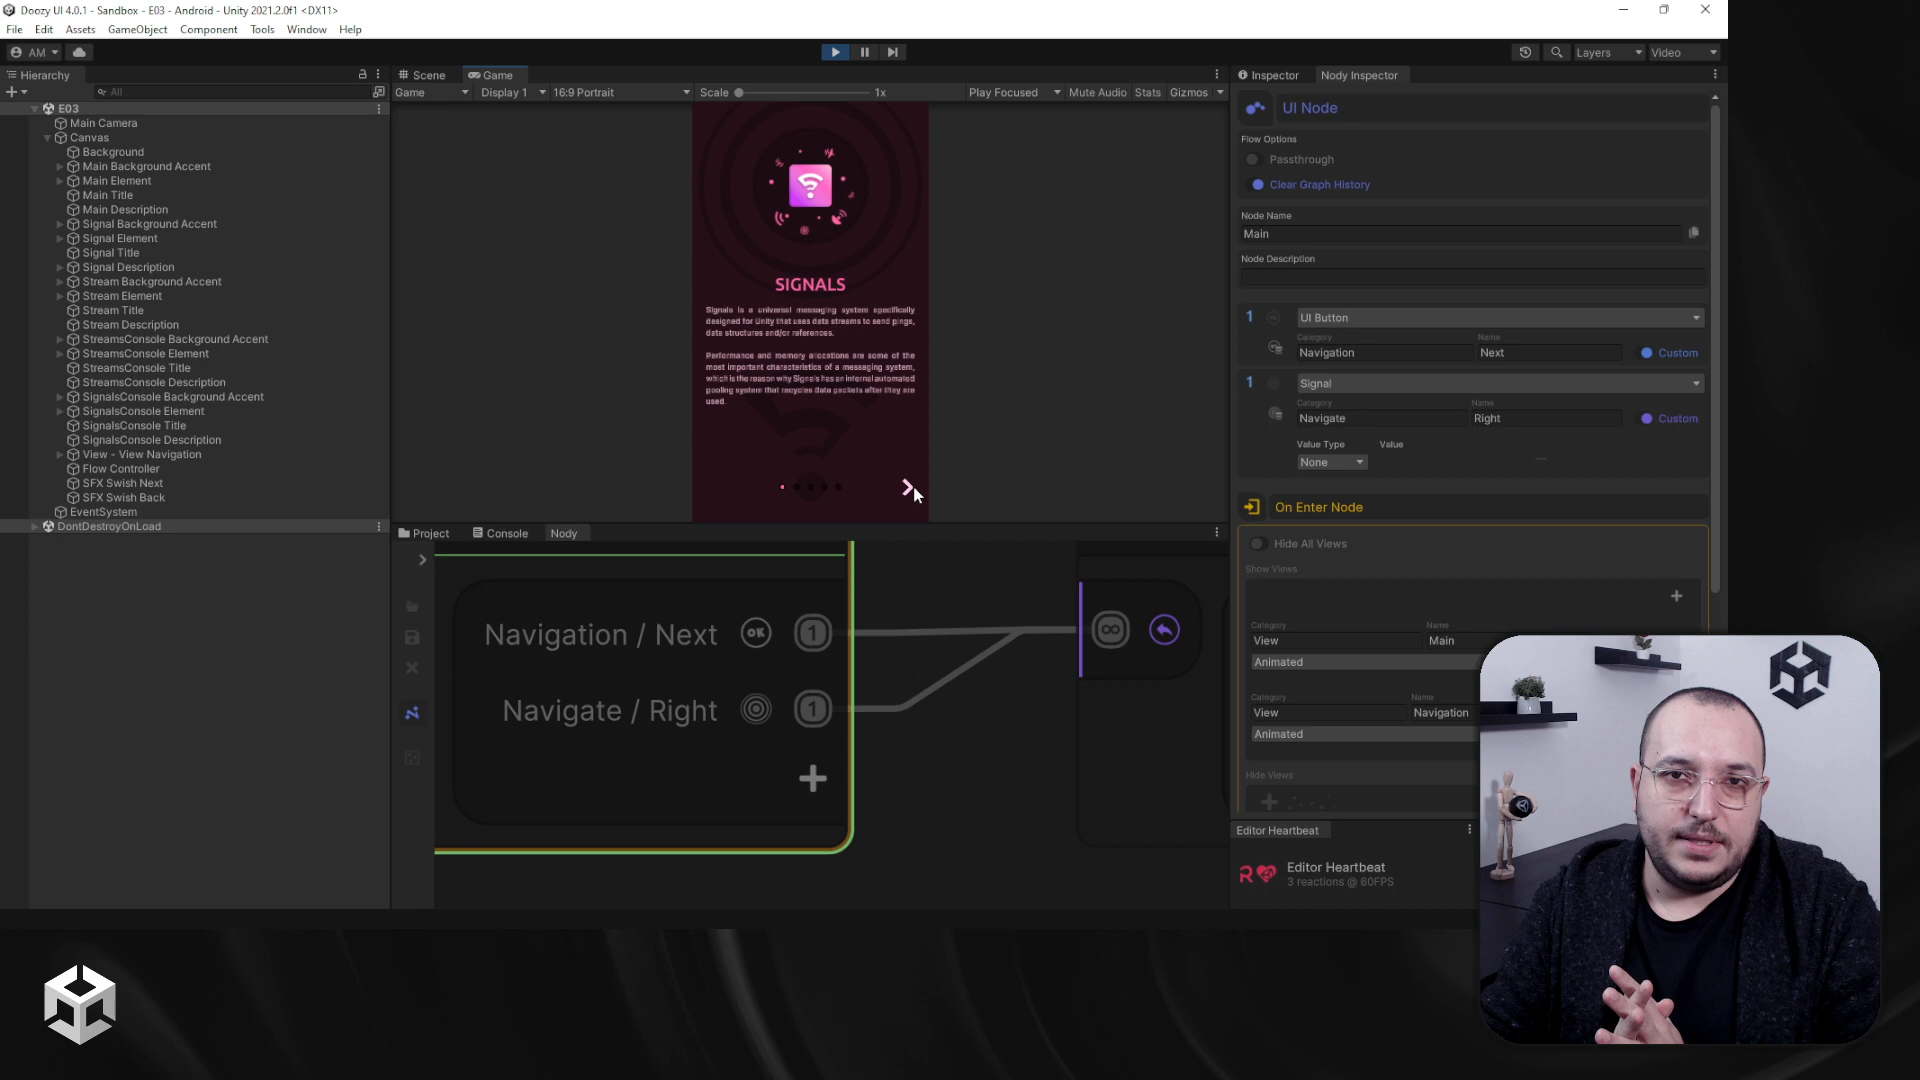 Doozy UI 4.0.1 - Sandbox - E03 - Android - Unity 2021.2.0f1 <DX11>
File Edit Assets GameObject Component Tools Window Help
AM
Layers
Video
Hierarchy
All
E03
Main Camera
Canvas
Background
Main Background Accent
Main Element
Main Title
Main Description
Signal Background Accent
Signal Element
Signal Title
Signal Description
Stream Background Accent
Stream Element
Stream Title
Stream Description
StreamsConsole Background Accent
StreamsConsole Element
StreamsConsole Title
StreamsConsole Description
SignalsConsole Background Accent
SignalsConsole Element
SignalsConsole Title
SignalsConsole Description
View - View Navigation
Flow Controller
SFX Swish Next
SFX Swish Back
EventSystem
DontDestroyOnLoad
Scene Game
Game Display 1 16:9 Portrait Scale 1x Play Focused Mute Audio Stats Gizmos
SIGNALS
Signals is a universal messaging system specifically
designed for Unity that uses data streams to send pings,
data structures and/or references.
Performance and memory allocations are some of the
most important characteristics of a messaging system,
which is the reason why Signals has an internal automated
pooling system that recycles data packets after they are
used.
Project Console Nody
Navigation / Next OK 1
Navigate / Right 1
Inspector Nody Inspector
UI Node
Flow Options
Passthrough
Clear Graph History
Node Name
Main
Node Description
1 UI Button
Category Name
Navigation Next Custom
1 Signal
Category Name
Navigate Right Custom
Value Type Value
None
On Enter Node
Hide All Views
Show Views
Category Name
View Main
Animated
Category Name
View Navigation
Animated
Hide Views
Editor Heartbeat
Editor Heartbeat
3 reactions @ 60FPS